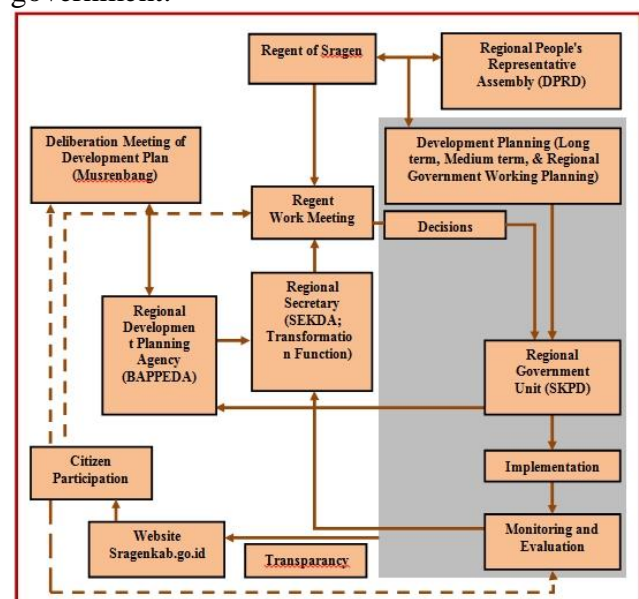 government.
Regent of Sragen
Regional People's
Representative
Assembly (DPRD)
Deliberation Meeting of
Development Plan
(Musrenbang)
Development Planning (Long
term, Medium term, & Regional
Government Working Planning)
Regent
Work Meeting
Decisions
Regional
Developmen
t Planning
Agency
(BAPPEDA)
Regional
Secretary
(SEKDA;
Transformatio
n Function)
Regional
Government
Unit (SKPD)
Citizen
Participation
Implementation
Website
Sragenkab.go.id
Transparancy
Monitoring and
Evaluation